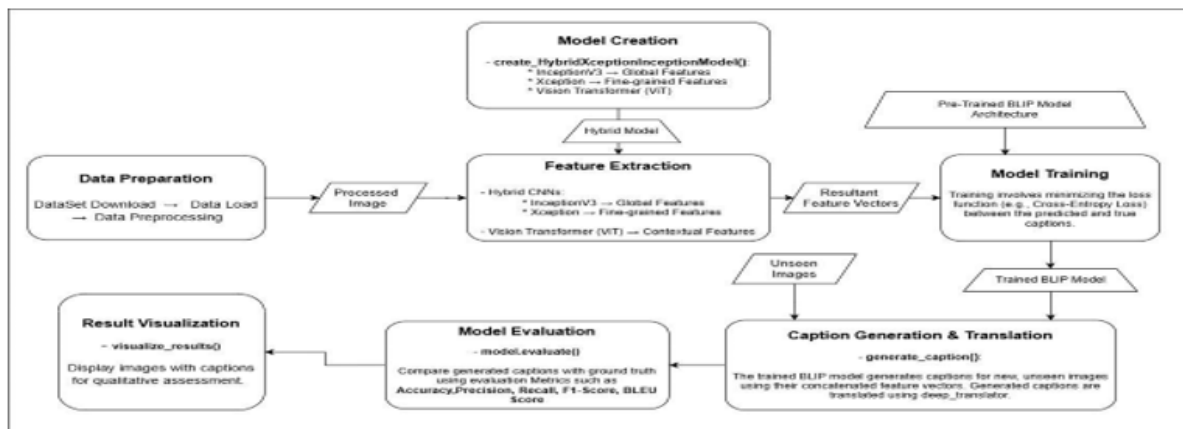 Model Creation
- create_HybridXceptionInceptionModel():
* InceptionV3 → Global Features
* Xception → Fine-grained Features
* Vision Transformer (ViT)
Hybrid Model
Pre-Trained BLIP Model
Architecture
Data Preparation
DataSet Download → Data Load
→ Data Preprocessing
Processed
Image
Feature Extraction
- Hybrid CNNs:
* InceptionV3 → Global Features
* Xception → Fine-grained Features
- Vision Transformer (ViT) → Contextual Features
Resultant
Feature Vectors
Model Training
Training involves minimizing the loss
function (e.g., Cross-Entropy Loss)
between the predicted and true
captions.
Unseen
Images
Trained BLIP Model
Caption Generation & Translation
- generate_caption():
The trained BLIP model generates captions for new, unseen images
using their concatenated feature vectors. Generated captions are
translated using deep_translator.
Model Evaluation
- model.evaluate()
Compare generated captions with ground truth
using evaluation Metrics such as
Accuracy,Precision, Recall, F1-Score, BLEU
Score
Result Visualization
- visualize_results()
Display images with captions
for qualitative assessment.